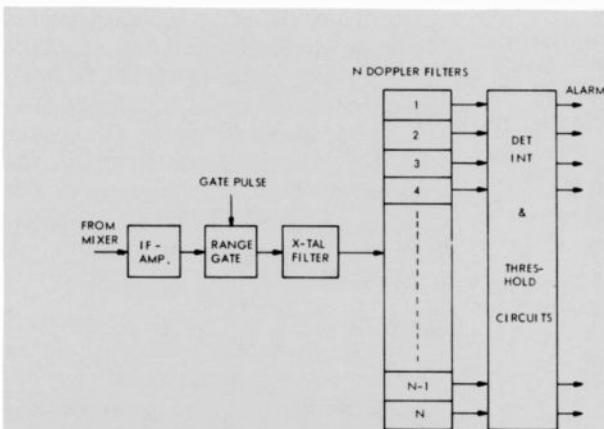 N DOPPLER FILTERS
ALARM
1
2
3
4
N-1
N
DET
INT
&
THRES-
HOLD
CIRCUITS
GATE PULSE
FROM
MIXER
IF-
AMP.
RANGE
GATE
X-TAL
FILTER